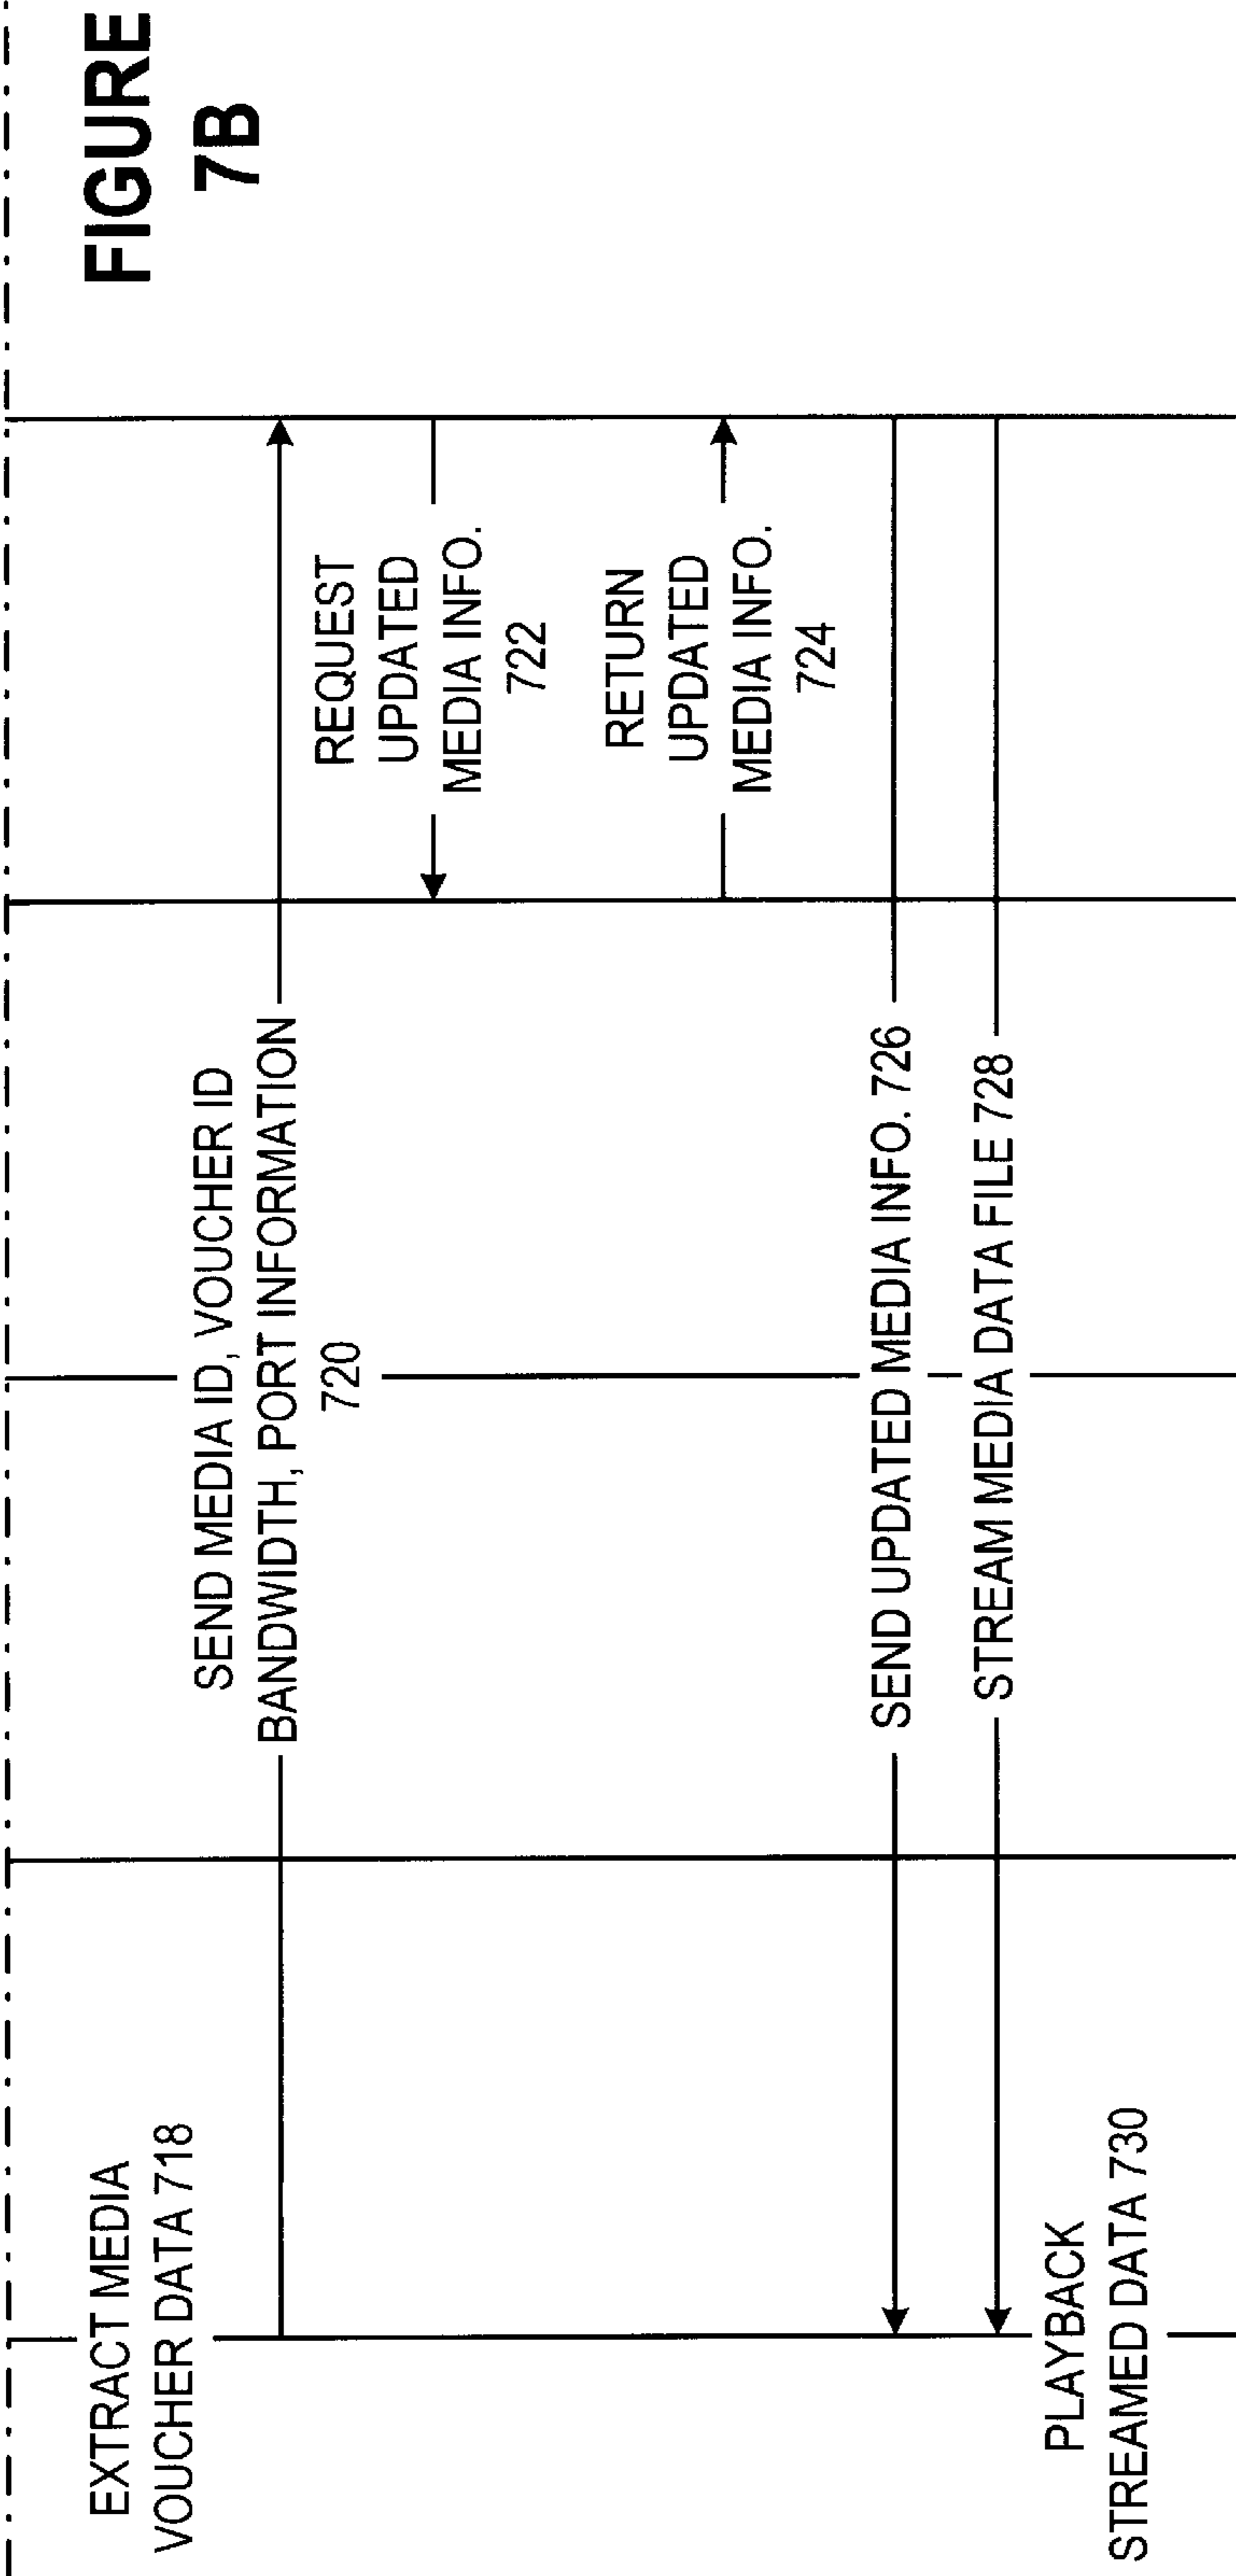 FIGURE
7B
EXTRACT MEDIA
VOUCHER DATA 718
SEND MEDIA ID, VOUCHER ID
BANDWIDTH, PORT INFORMATION
720
REQUEST
UPDATED
MEDIA INFO.
722
RETURN
UPDATED
MEDIA INFO.
724
SEND UPDATED MEDIA INFO. 726
STREAM MEDIA DATA FILE 728
PLAYBACK
STREAMED DATA 730